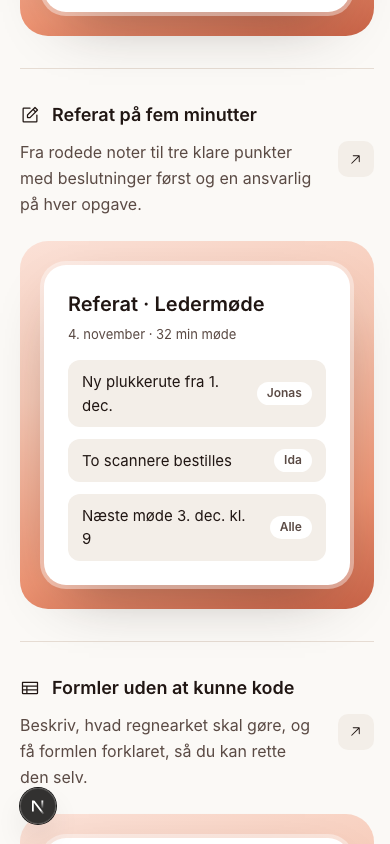 Referat på fem minutter
Fra rodede noter til tre klare punkter
med beslutninger først og en ansvarlig
på hver opgave.
Referat · Ledermøde
4. november · 32 min møde
Ny plukkerute fra 1.
dec.
Jonas
To scannere bestilles
Ida
Næste møde 3. dec. kl.
9
Alle
Formler uden at kunne kode
Beskriv, hvad regnearket skal gøre, og
få formlen forklaret, så du kan rette
den selv.
N